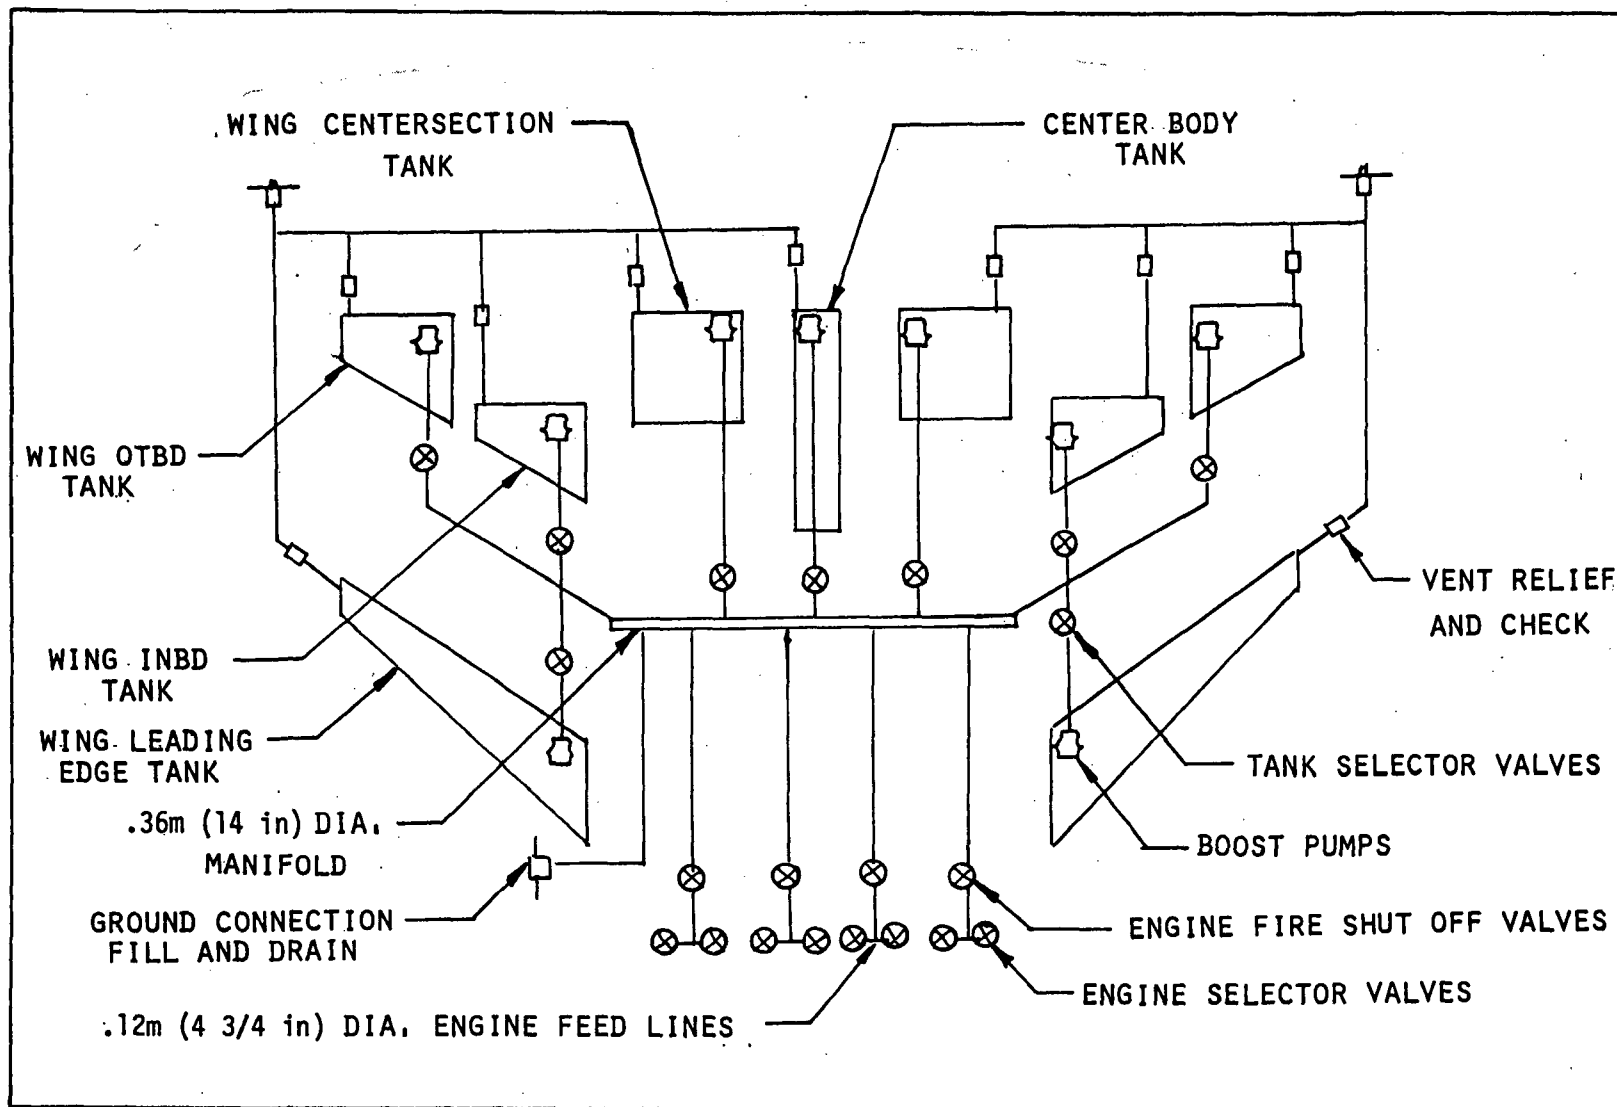 WING CENTERSECTION
TANK
CENTER BODY
TANK
WING OTBD
TANK
VENT RELIEF
AND CHECK
WING INBD
TANK
WING LEADING
EDGE TANK
TANK SELECTOR VALVES
.36m (14 in) DIA.
MANIFOLD
BOOST PUMPS
GROUND CONNECTION
FILL AND DRAIN
ENGINE FIRE SHUT OFF VALVES
ENGINE SELECTOR VALVES
.12m (4 3/4 in) DIA. ENGINE FEED LINES